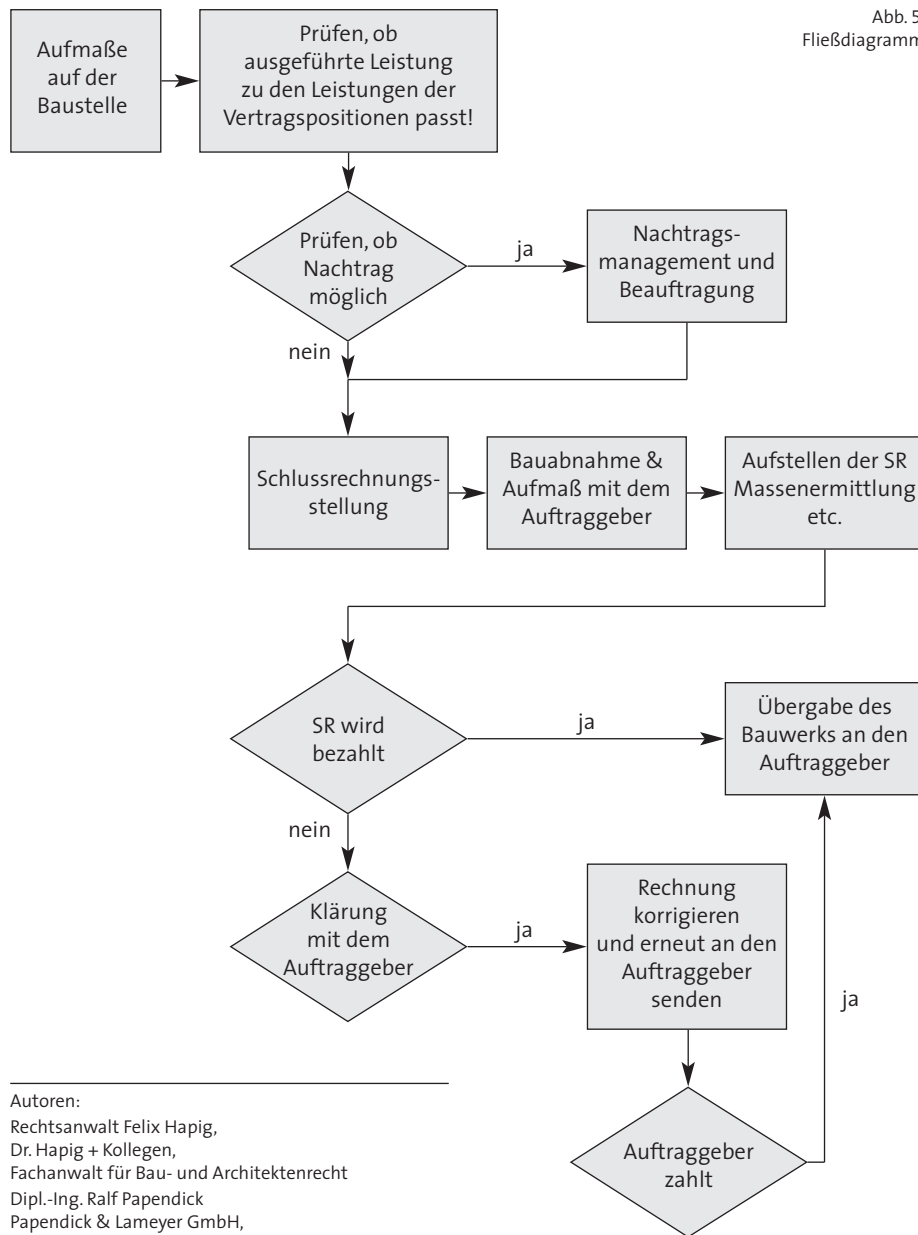 Abb. 5
Fließdiagramm
Aufmaße
auf der
Baustelle
Prüfen, ob
ausgeführte Leistung
zu den Leistungen der
Vertragspositionen passt!
Prüfen, ob
Nachtrag
möglich
ja
Nachtrags-
management und
Beauftragung
nein
Schlussrechnungs-
stellung
Bauabnahme &
Aufmaß mit dem
Auftraggeber
Aufstellen der SR
Massenermittlung
etc.
SR wird
bezahlt
ja
Übergabe des
Bauwerks an den
Auftraggeber
nein
Klärung
mit dem
Auftraggeber
ja
Rechnung
korrigieren
und erneut an den
Auftraggeber
senden
ja
Auftraggeber
zahlt
Autoren:
Rechtsanwalt Felix Hapig,
Dr. Hapig + Kollegen,
Fachanwalt für Bau- und Architektenrecht
Dipl.-Ing. Ralf Papendick
Papendick & Lameyer GmbH,